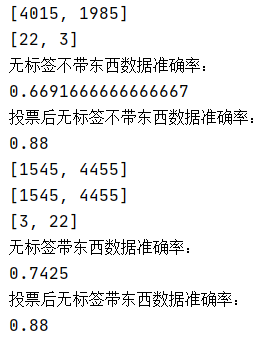 [4015, 1985]
[22, 3]
无标签不带东西数据准确率:
0.6691666666666667
投票后无标签不带东西数据准确率:
0.88
[1545, 4455]
[1545, 4455]
[3, 22]
无标签带东西数据准确率:
0.7425
投票后无标签带东西数据准确率:
0.88